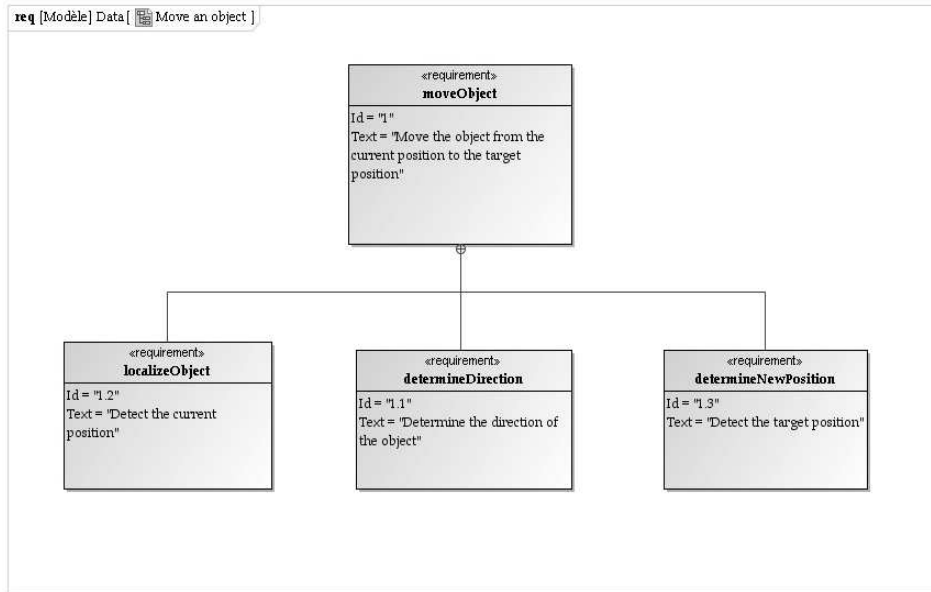 req [Modèle] Data [ Move an object ]
«requirement»
moveObject
Id = "1"
Text = "Move the object from the
current position to the target
position"
«requirement»
localizeObject
Id = "1.2"
Text = "Detect the current
position"
«requirement»
determineDirection
Id = "1.1"
Text = "Determine the direction of
the object"
«requirement»
determineNewPosition
Id = "1.3"
Text = "Detect the target position"